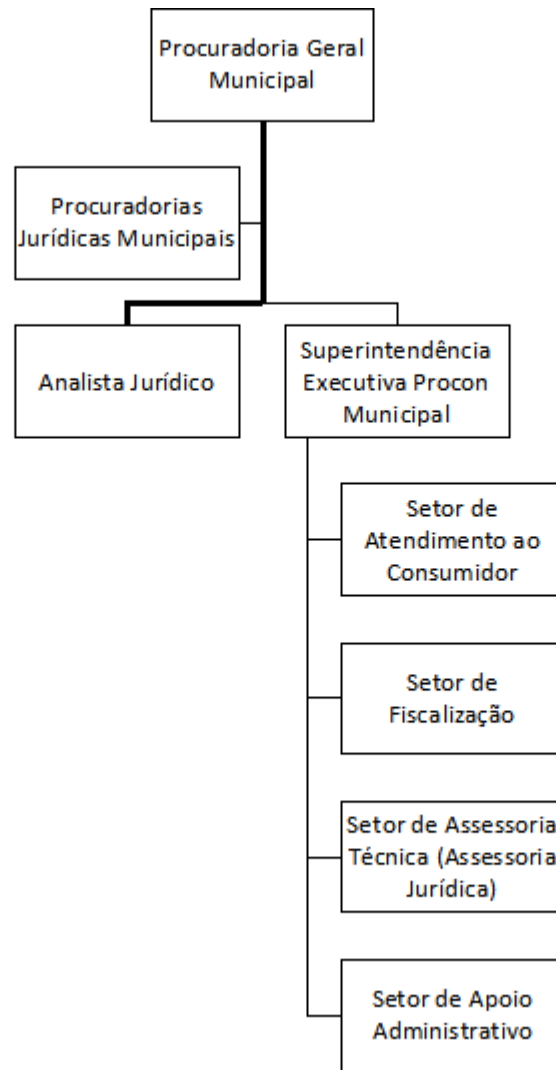 Procuradoria Geral
Municipal
Procuradorias
Jurídicas Municipais
Analista Jurídico
Superintendência
Executiva Procon
Municipal
Setor de
Atendimento ao
Consumidor
Setor de
Fiscalização
Setor de Assessoria
Técnica (Assessoria
Jurídica)
Setor de Apoio
Administrativo